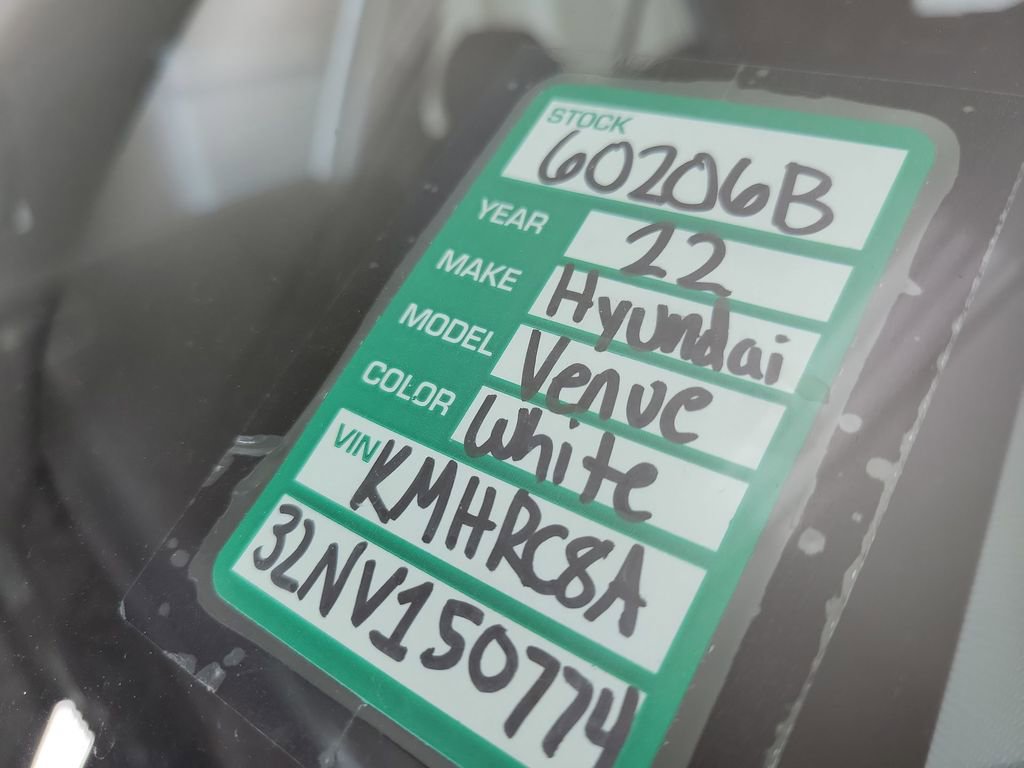 STOCK
60206B
YEAR 22
MAKE Hyundai
MODEL Venue
COLOR White
VIN KMHRC8A
32NV150774